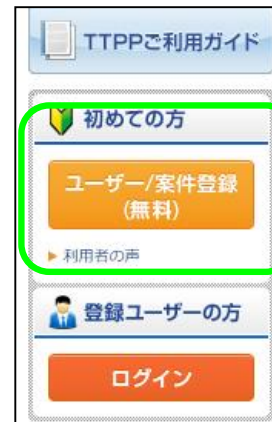 TTPPご利用ガイド
初めての方
ユーザー/案件登録
(無料)
利用者の声
登録ユーザーの方
ログイン